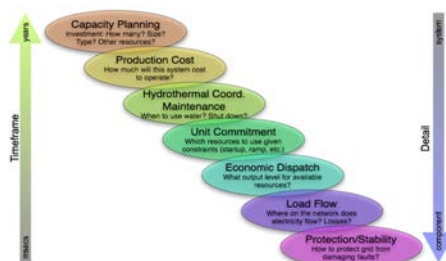 years
Timeframe
msecs
Capacity Planning
Investment: How many? Size?
Type? Other resources?
Production Cost
How much will this system cost
to operate?
Hydrothermal Coord.
Maintenance
When to use water? Shut down?
Unit Commitment
Which resources to use given
constraints (startup, ramp, etc.)
Economic Dispatch
What output level for available
resources?
Load Flow
Where on the network does
electricity flow? Losses?
Protection/Stability
How to protect grid from
damaging faults?
system
Detail
component